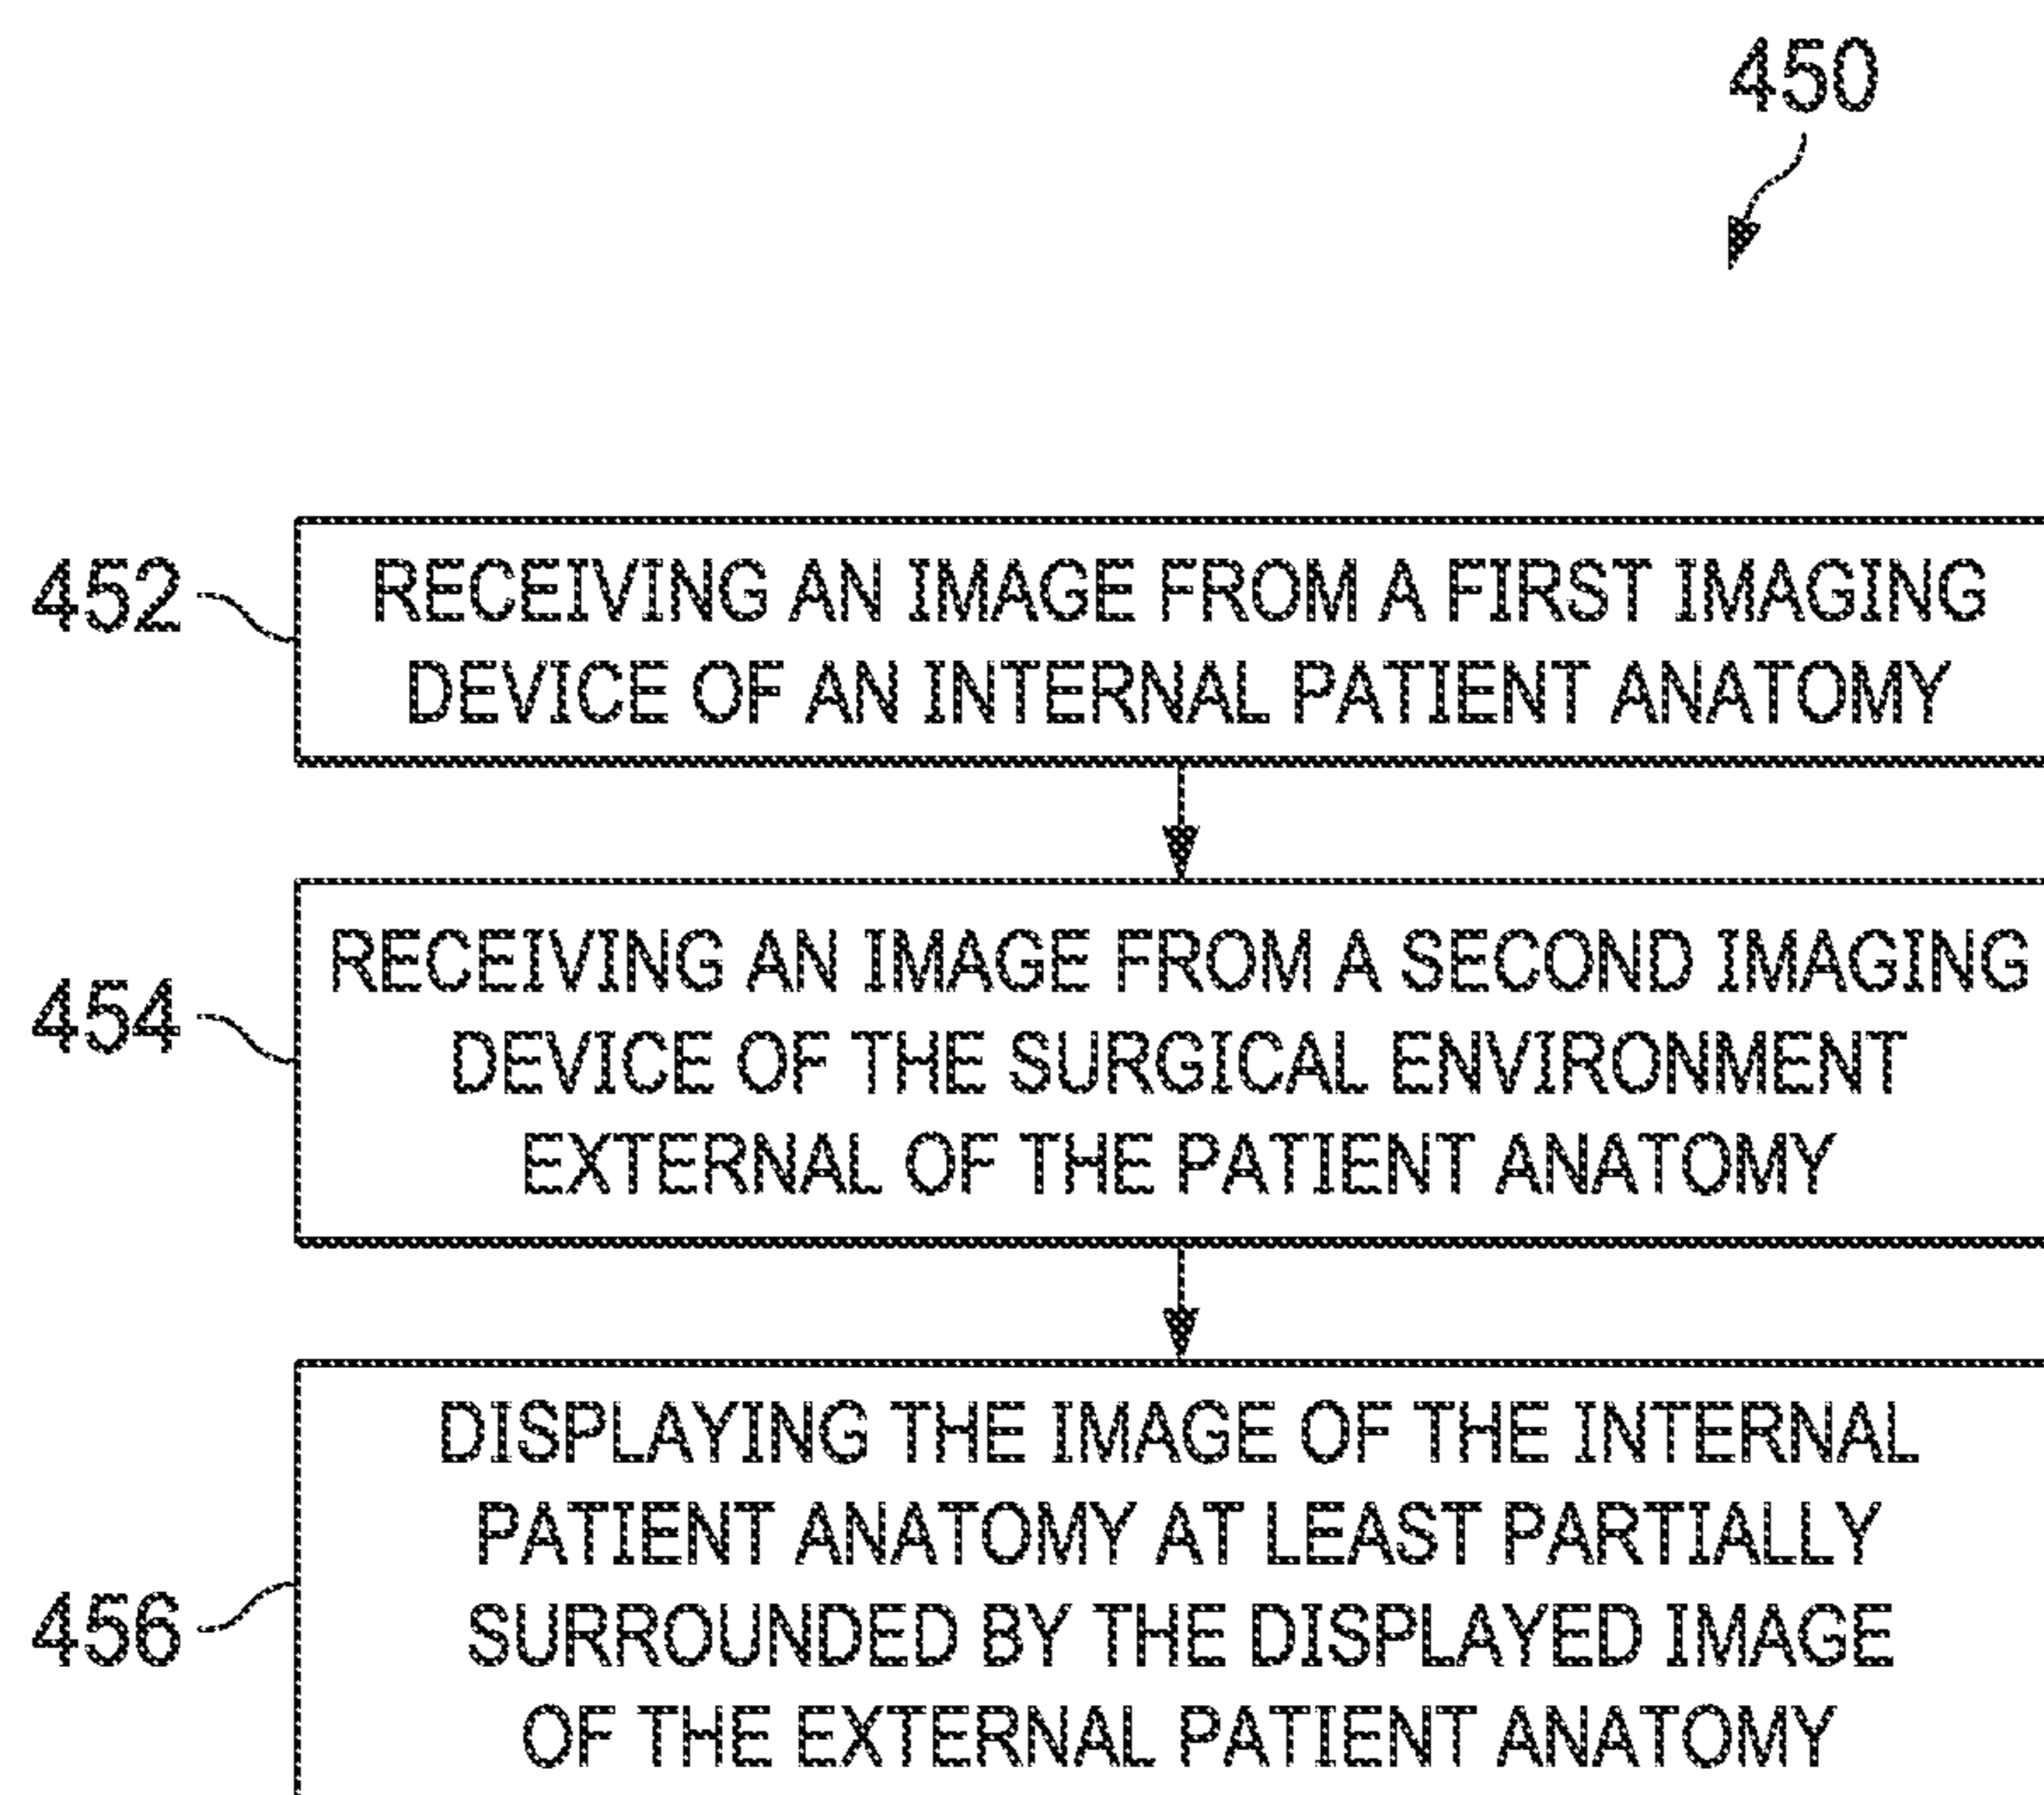 450
452
RECEIVING AN IMAGE FROM A FIRST IMAGING
DEVICE OF AN INTERNAL PATIENT ANATOMY
454
RECEIVING AN IMAGE FROM A SECOND IMAGING
DEVICE OF THE SURGICAL ENVIRONMENT
EXTERNAL OF THE PATIENT ANATOMY
456
DISPLAYING THE IMAGE OF THE INTERNAL
PATIENT ANATOMY AT LEAST PARTIALLY
SURROUNDED BY THE DISPLAYED IMAGE
OF THE EXTERNAL PATIENT ANATOMY